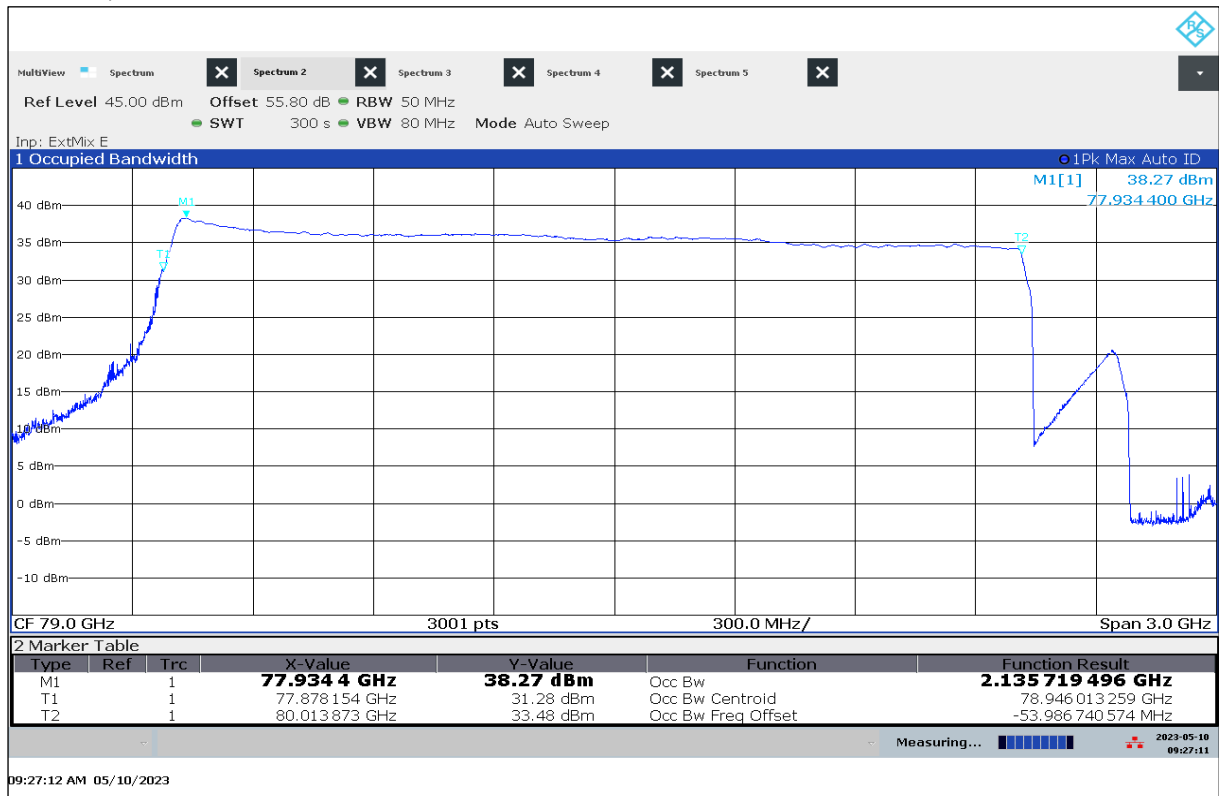 R&S
MultiView Spectrum Spectrum 2 Spectrum 3 Spectrum 4 Spectrum 5
Ref Level 45.00 dBm Offset 55.80 dB RBW 50 MHz
SWT 300 s VBW 80 MHz Mode Auto Sweep
Inp: ExtMix E
1 Occupied Bandwidth 1Pk Max Auto ID
M1[1] 38.27 dBm
77.934 400 GHz
M1
40 dBm
T2
35 dBm
T1
30 dBm
25 dBm
20 dBm
15 dBm
10 dBm
5 dBm
0 dBm
-5 dBm
-10 dBm
CF 79.0 GHz 3001 pts 300.0 MHz/ Span 3.0 GHz
2 Marker Table
Type Ref Trc X-Value Y-Value Function Function Result
M1 1 77.934 4 GHz 38.27 dBm Occ Bw 2.135 719 496 GHz
T1 1 77.878 154 GHz 31.28 dBm Occ Bw Centroid 78.946 013 259 GHz
T2 1 80.013 873 GHz 33.48 dBm Occ Bw Freq Offset -53.986 740 574 MHz
Measuring... 2023-05-10
09:27:11
09:27:12 AM 05/10/2023